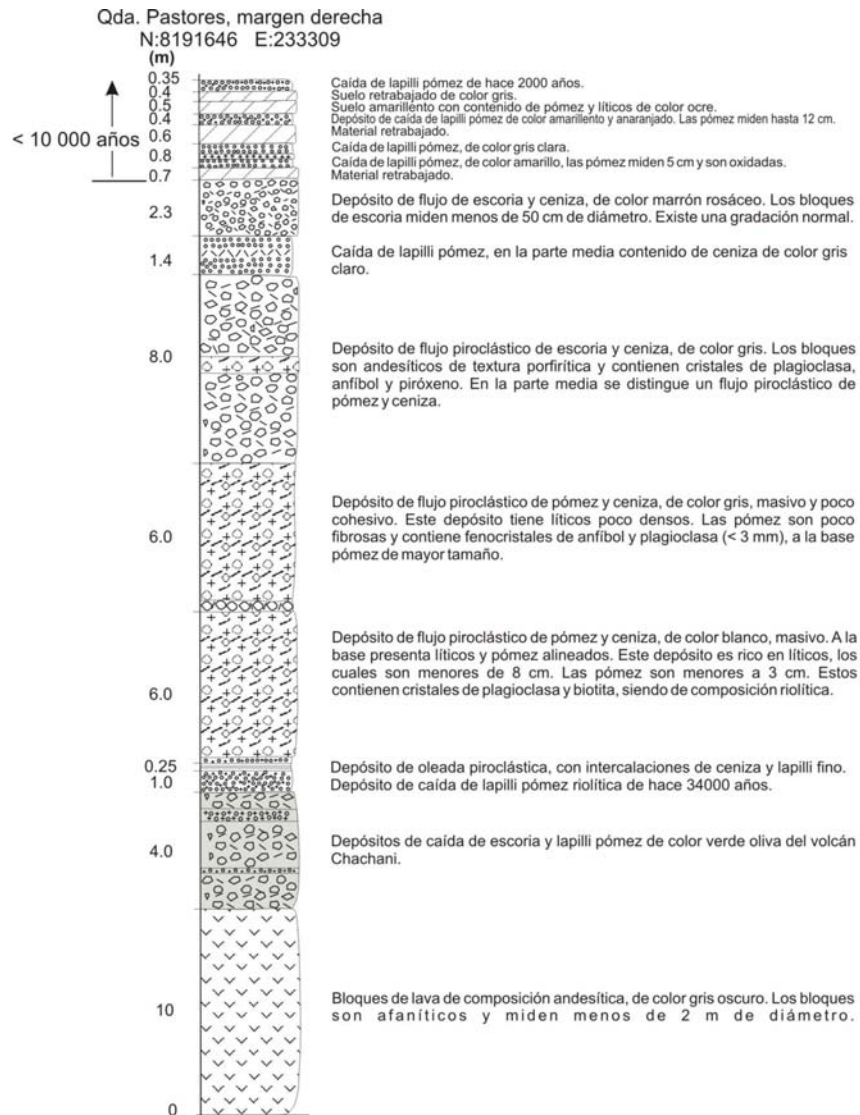 Qda. Pastores, margen derecha
N:8191646 E:233309
(m)
0.35
Caída de lapilli pómez de hace 2000 años.
0.4
Suelo retrabajado de color gris.
0.5
Suelo amarillento con contenido de pómez y líticos de color ocre.
0.4
Depósito de caída de lapilli pómez de color amarillento y anaranjado. Las pómez miden hasta 12 cm.
< 10 000 años
0.6
Material retrabajado.
Caída de lapilli pómez, de color gris clara.
0.8
Caída de lapilli pómez, de color amarillo, las pómez miden 5 cm y son oxidadas.
0.7
Material retrabajado.
2.3
Depósito de flujo de escoria y ceniza, de color marrón rosáceo. Los bloques
de escoria miden menos de 50 cm de diámetro. Existe una gradación normal.
1.4
Caída de lapilli pómez, en la parte media contenido de ceniza de color gris
claro.
8.0
Depósito de flujo piroclástico de escoria y ceniza, de color gris. Los bloques
son andesíticos de textura porfirítica y contienen cristales de plagioclasa,
anfíbol y piróxeno. En la parte media se distingue un flujo piroclástico de
pómez y ceniza.
6.0
Depósito de flujo piroclástico de pómez y ceniza, de color gris, masivo y poco
cohesivo. Este depósito tiene líticos poco densos. Las pómez son poco
fibrosas y contiene fenocristales de anfíbol y plagioclasa (< 3 mm), a la base
pómez de mayor tamaño.
6.0
Depósito de flujo piroclástico de pómez y ceniza, de color blanco, masivo. A la
base presenta líticos y pómez alineados. Este depósito es rico en líticos, los
cuales son menores de 8 cm. Las pómez son menores a 3 cm. Estos
contienen cristales de plagioclasa y biotita, siendo de composición riolítica.
0.25
Depósito de oleada piroclástica, con intercalaciones de ceniza y lapilli fino.
1.0
Depósito de caída de lapilli pómez riolítica de hace 34000 años.
4.0
Depósitos de caída de escoria y lapilli pómez de color verde oliva del volcán
Chachani.
10
Bloques de lava de composición andesítica, de color gris oscuro. Los bloques
son afaníticos y miden menos de 2 m de diámetro.
0